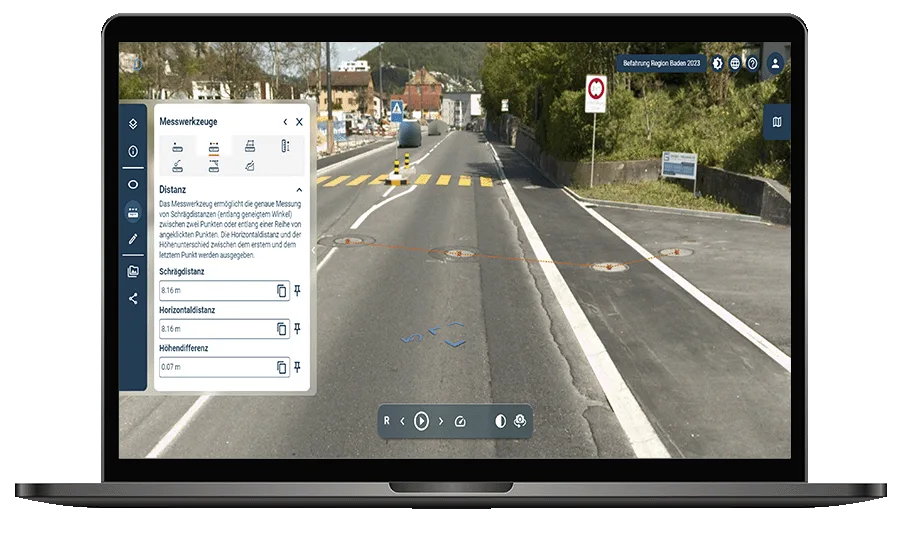 Befahrung Region Baden 2023
Messwerkzeuge
Distanz
Das Messwerkzeug ermöglicht die genaue Messung
von Schrägdistanzen (entlang geneigtem Winkel)
zwischen zwei Punkten oder entlang einer Reihe von
angeklickten Punkten. Die Horizontaldistanz und der
Höhenunterschied zwischen dem erstem und dem
letztem Punkt werden ausgegeben.
Schrägdistanz
8.16 m
Horizontaldistanz
8.16 m
Höhendifferenz
0.07 m
R